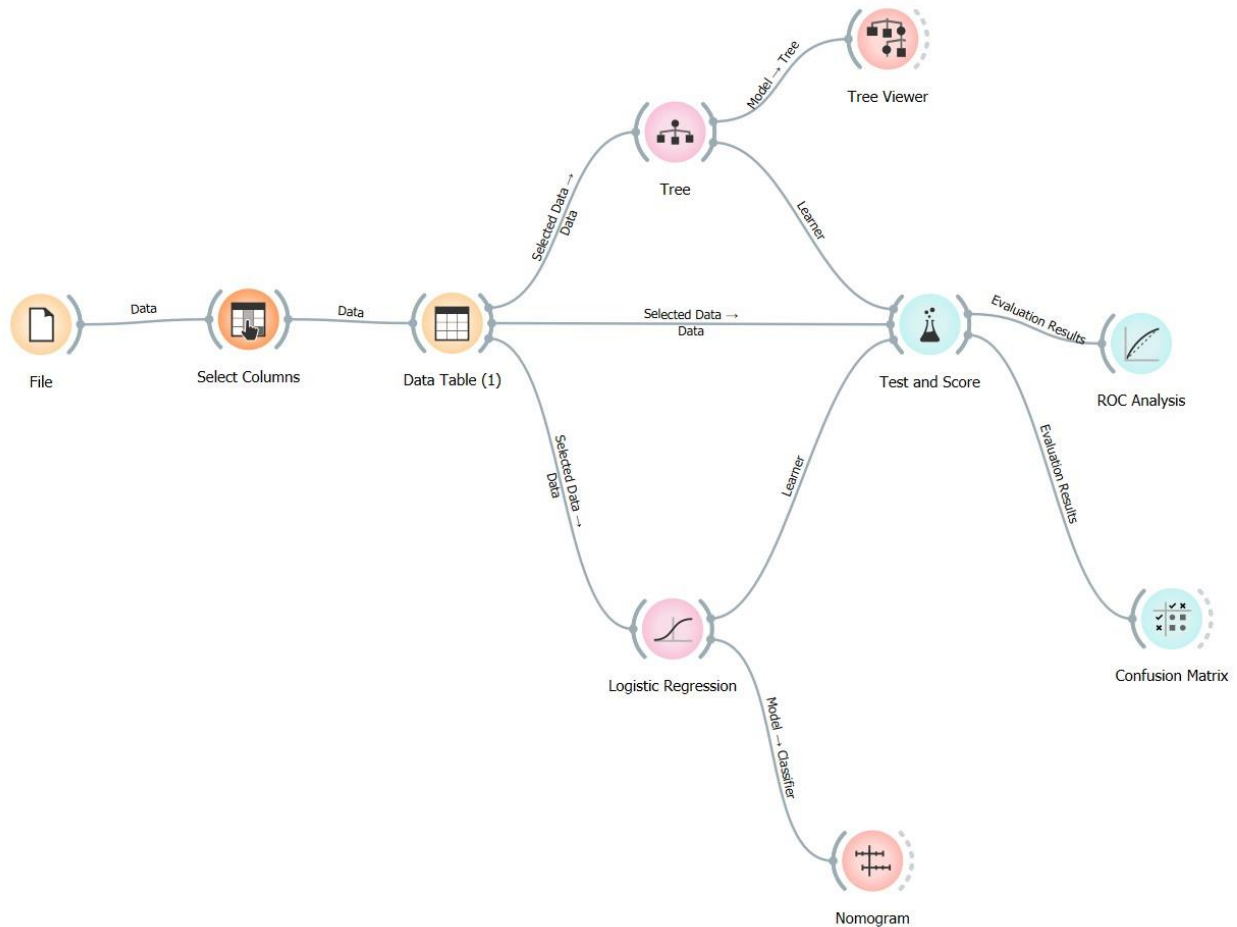 Model → Tree
Tree Viewer
Tree
Selected Data →
Data
Learner
Data
Data
Selected Data →
Data
Evaluation Results
File
Select Columns
Data Table (1)
Test and Score
ROC Analysis
Selected Data →
Data
Learner
Evaluation Results
Logistic Regression
Confusion Matrix
Model → Classifier
Nomogram